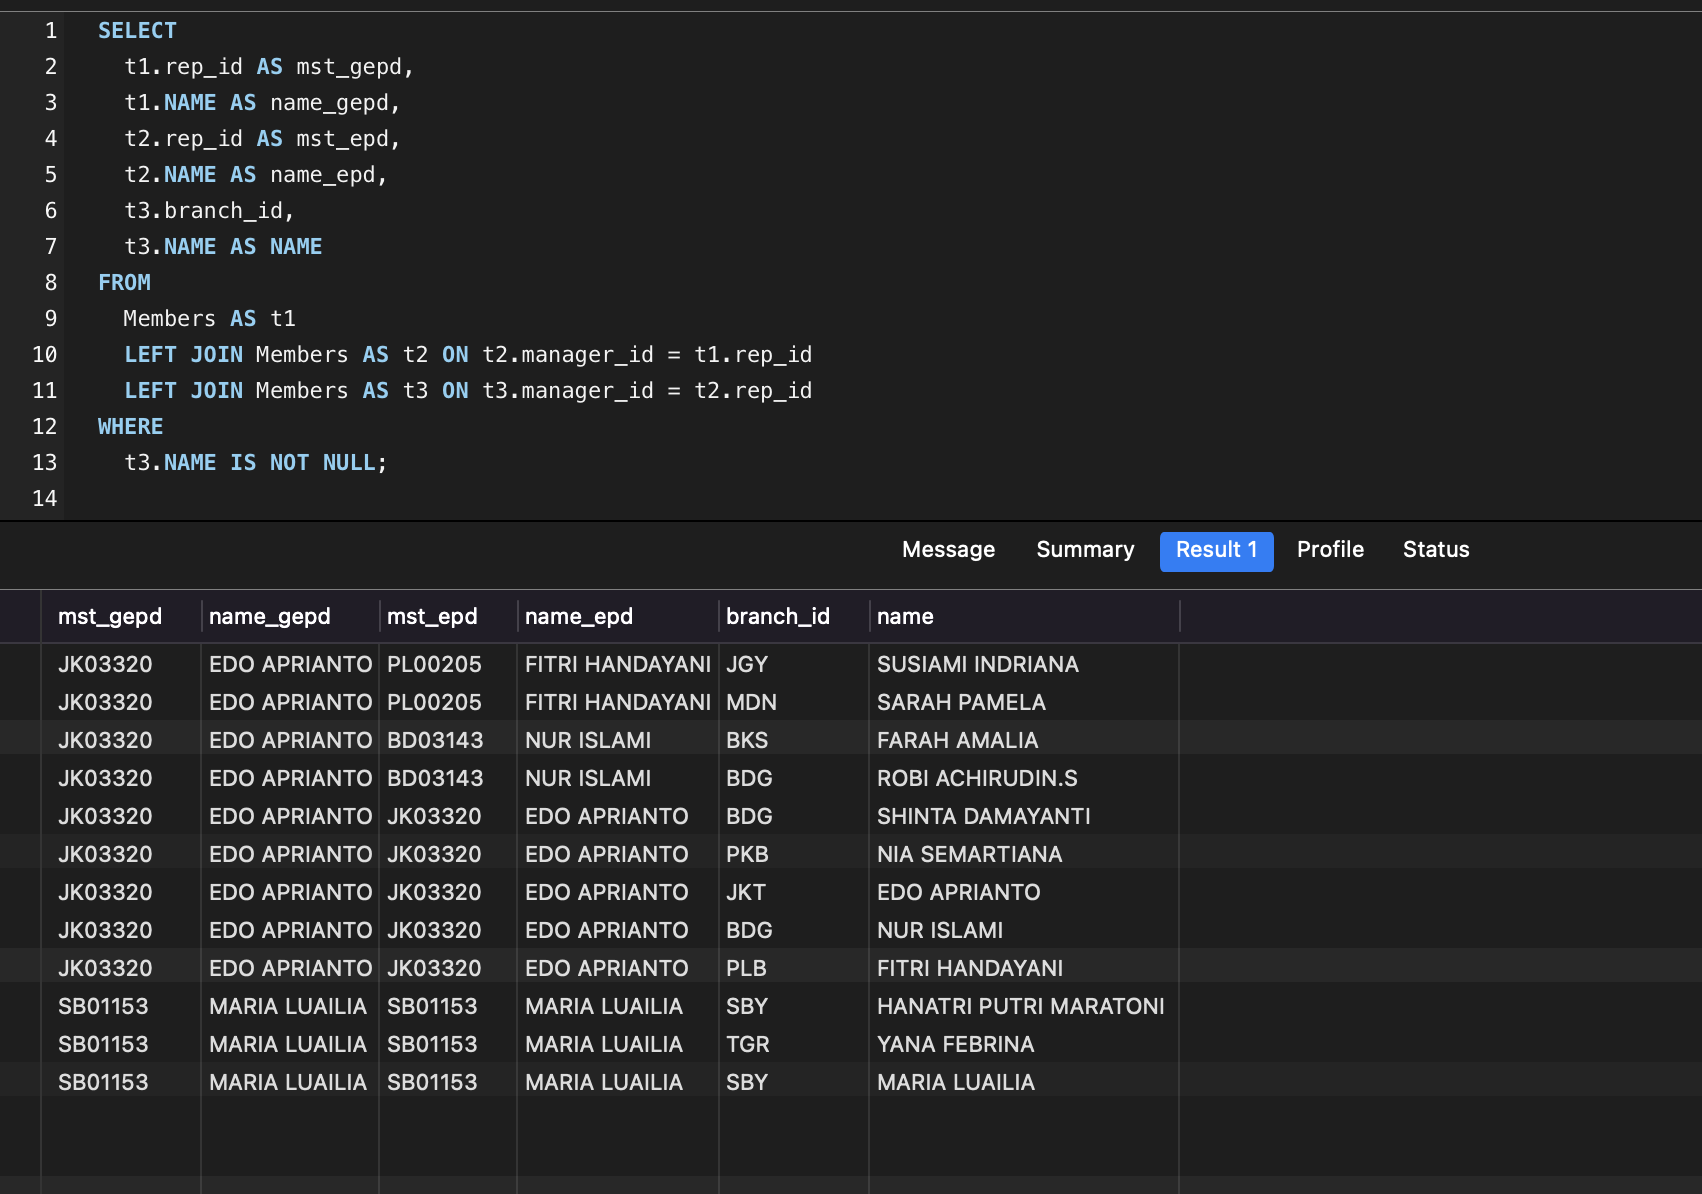 1 SELECT
2 t1.rep_id AS mst_gepd,
3 t1.NAME AS name_gepd,
4 t2.rep_id AS mst_epd,
5 t2.NAME AS name_epd,
6 t3.branch_id,
7 t3.NAME AS NAME
8 FROM
9 Members AS t1
10 LEFT JOIN Members AS t2 ON t2.manager_id = t1.rep_id
11 LEFT JOIN Members AS t3 ON t3.manager_id = t2.rep_id
12 WHERE
13 t3.NAME IS NOT NULL;
14
Message Summary Result 1 Profile Status
mst_gepd name_gepd mst_epd name_epd branch_id name
JK03320 EDO APRIANTO PL00205 FITRI HANDAYANI JGY SUSIAMI INDRIANA
JK03320 EDO APRIANTO PL00205 FITRI HANDAYANI MDN SARAH PAMELA
JK03320 EDO APRIANTO BD03143 NUR ISLAMI BKS FARAH AMALIA
JK03320 EDO APRIANTO BD03143 NUR ISLAMI BDG ROBI ACHIRUDIN.S
JK03320 EDO APRIANTO JK03320 EDO APRIANTO BDG SHINTA DAMAYANTI
JK03320 EDO APRIANTO JK03320 EDO APRIANTO PKB NIA SEMARTIANA
JK03320 EDO APRIANTO JK03320 EDO APRIANTO JKT EDO APRIANTO
JK03320 EDO APRIANTO JK03320 EDO APRIANTO BDG NUR ISLAMI
JK03320 EDO APRIANTO JK03320 EDO APRIANTO PLB FITRI HANDAYANI
SB01153 MARIA LUAILIA SB01153 MARIA LUAILIA SBY HANATRI PUTRI MARATONI
SB01153 MARIA LUAILIA SB01153 MARIA LUAILIA TGR YANA FEBRINA
SB01153 MARIA LUAILIA SB01153 MARIA LUAILIA SBY MARIA LUAILIA